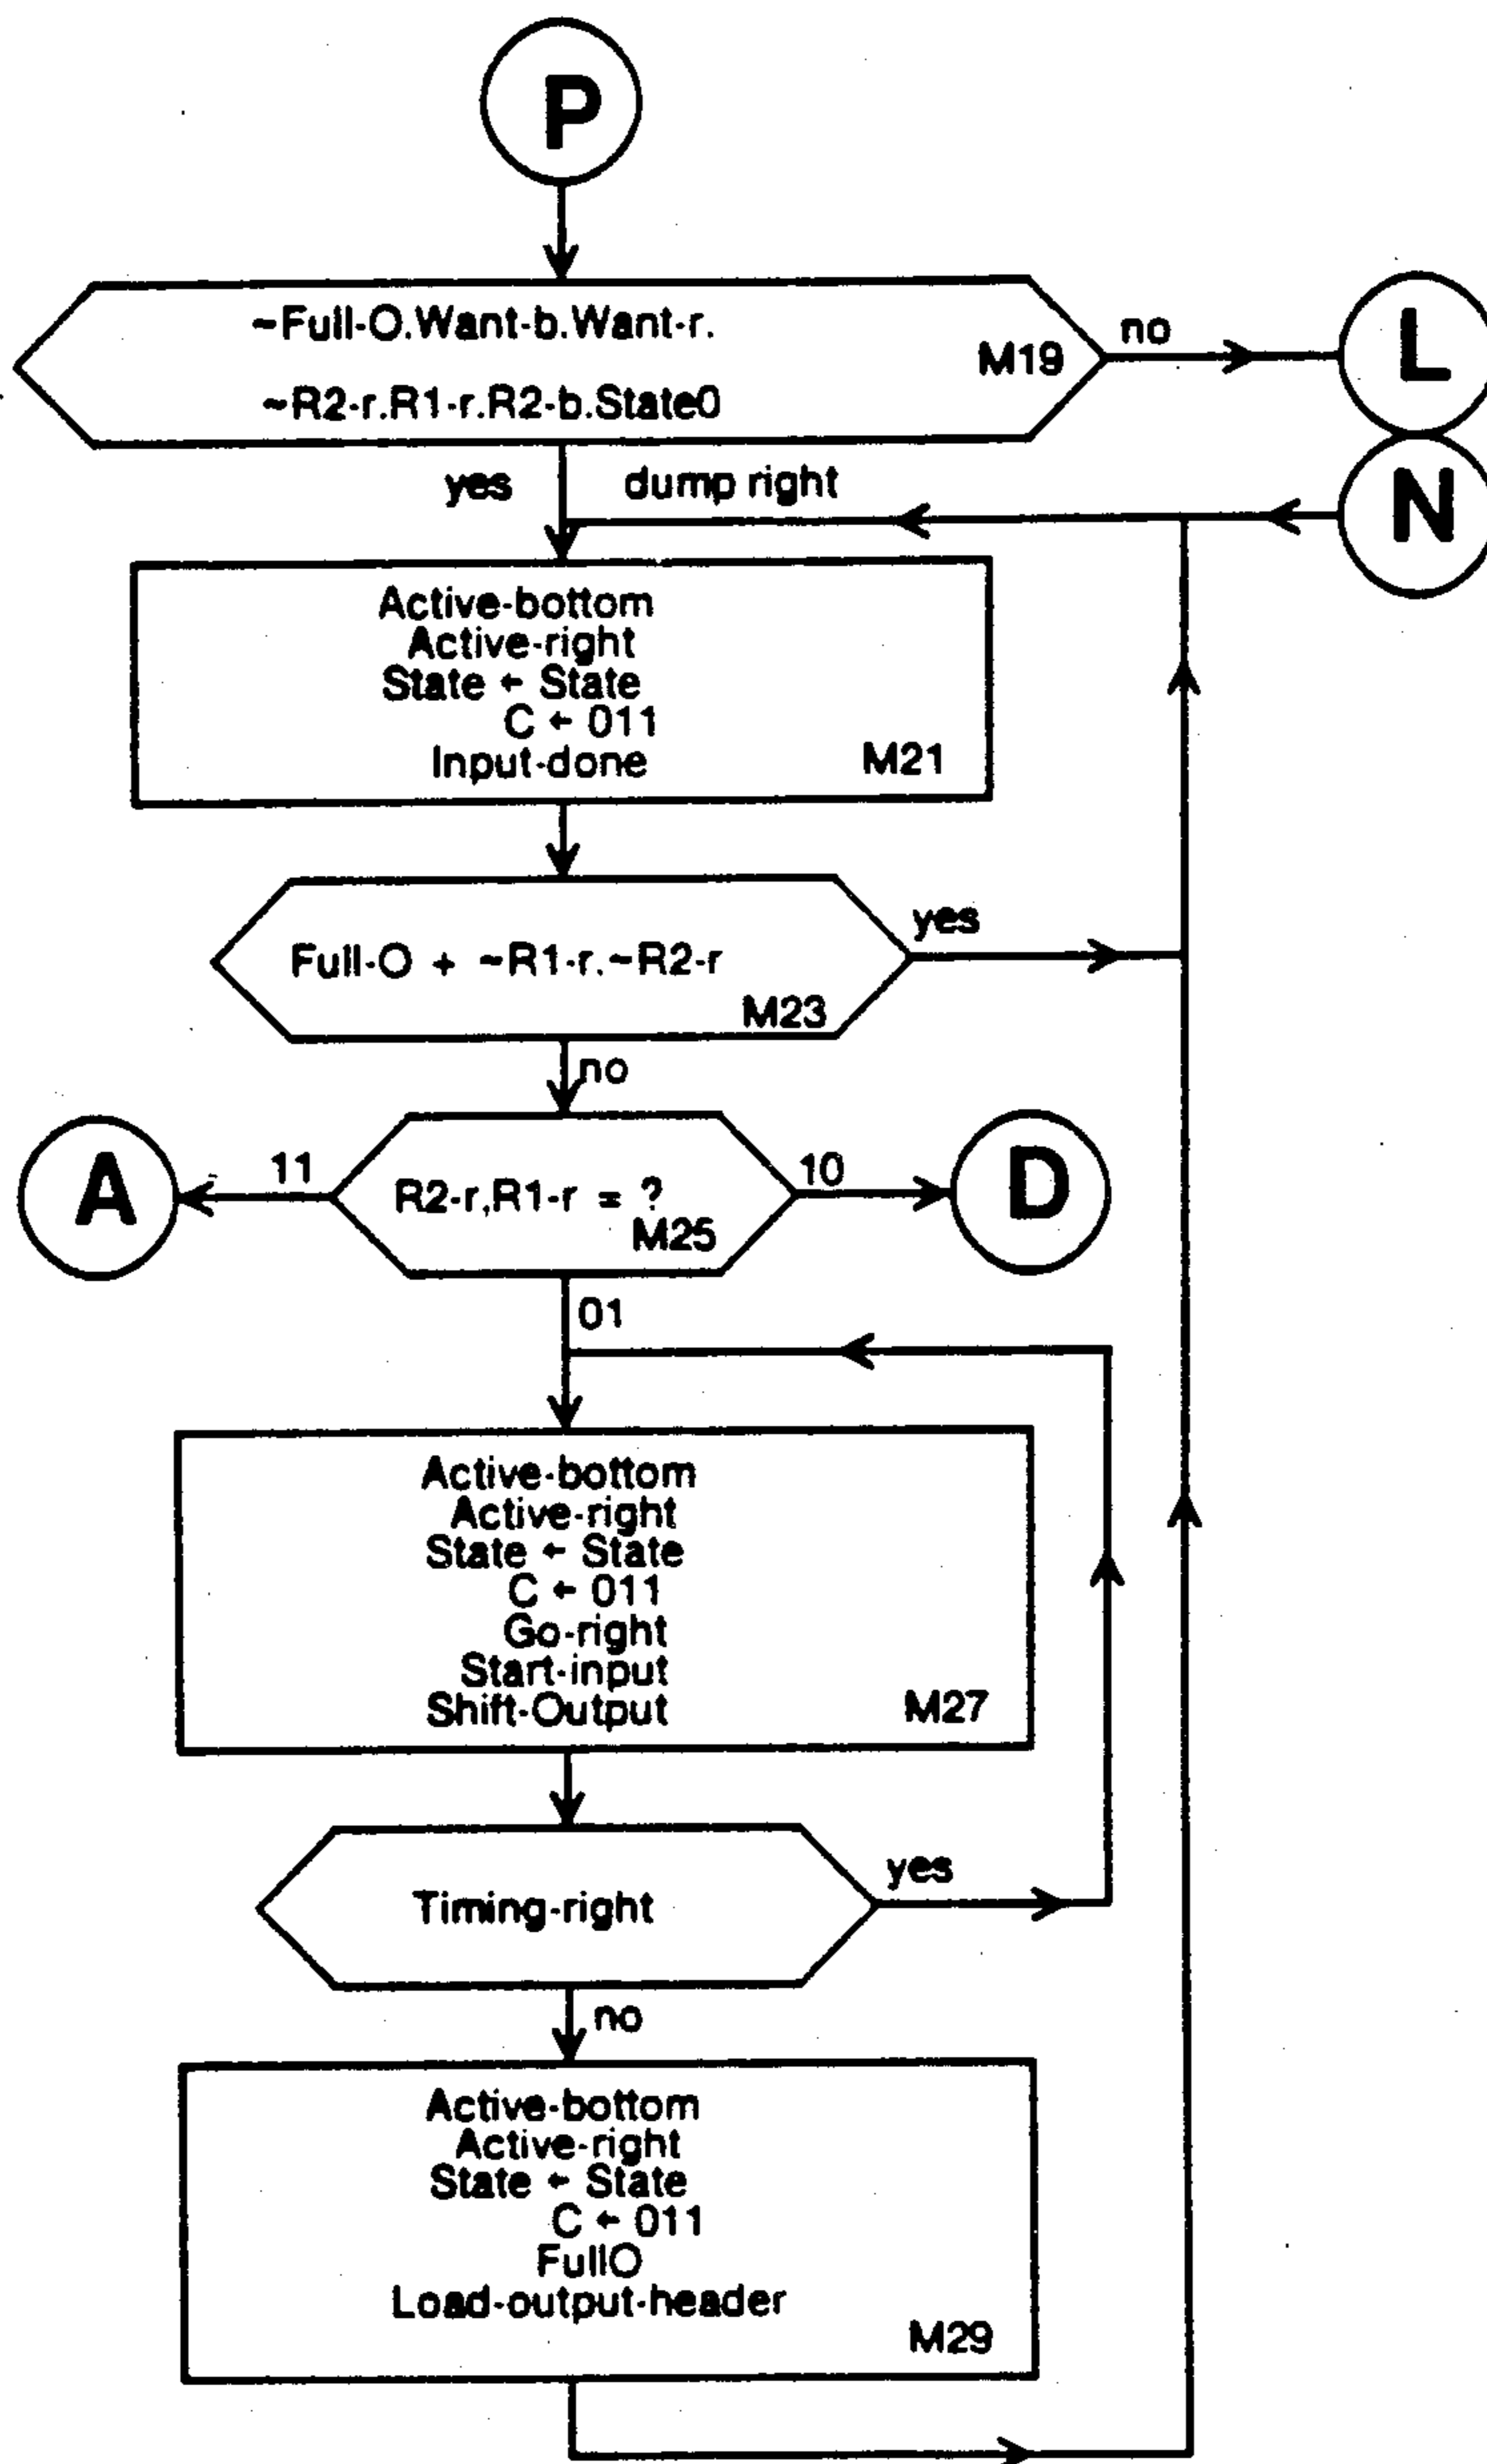 P
~Full-O.Want-b.Want-r.
M19
no
L
~R2-r.R1-r.R2-b.State0
yes
dump right
N
Active-bottom
Active-right
State ← State
C ← 011
Input-done
M21
yes
Full-O + ~R1-r.~R2-r
M23
no
A
11
R2-r,R1-r = ?
M25
10
D
01
Active-bottom
Active-right
State ← State
C ← 011
Go-right
Start-input
Shift-Output
M27
yes
Timing-right
no
Active-bottom
Active-right
State ← State
C ← 011
FullO
Load-output-header
M29